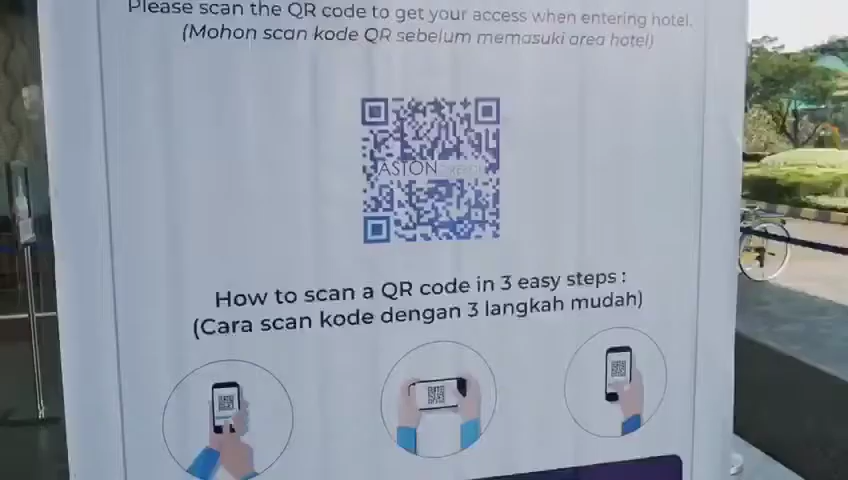 Please scan the QR code to get your access when entering hotel.
(Mohon scan kode QR sebelum memasuki area hotel)
ASTON
How to scan a QR code in 3 easy steps :
(Cara scan kode dengan 3 langkah mudah)